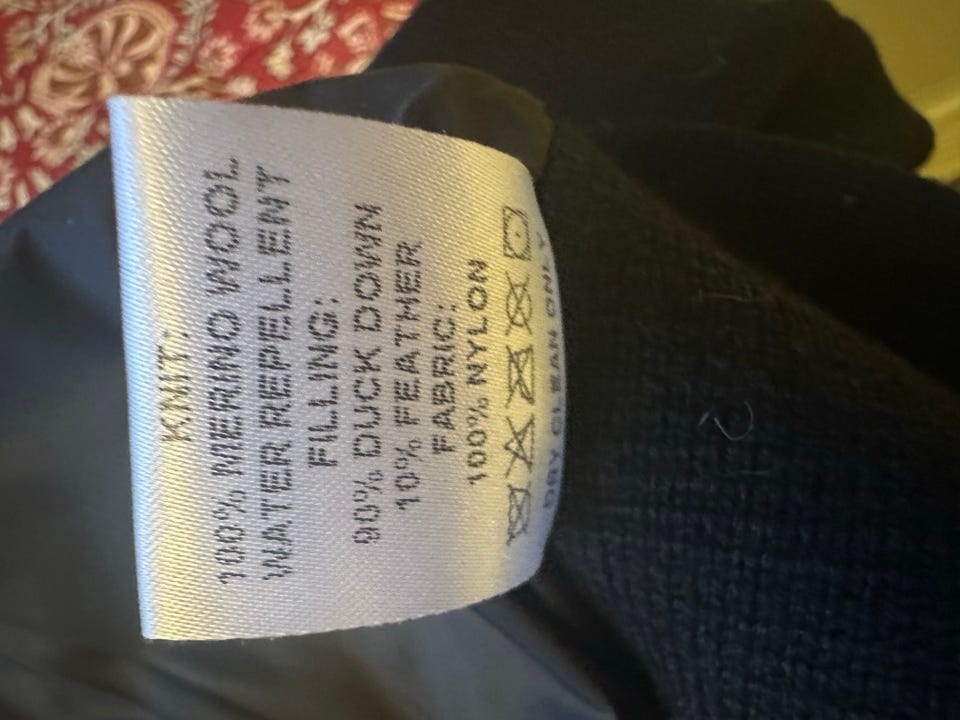 KNIT:
100% MERINO WOOL
WATER REPELLENT
FILLING:
90% DUCK DOWN
10% FEATHER
FABRIC:
100% NYLON
DRY CLEAN ONLY